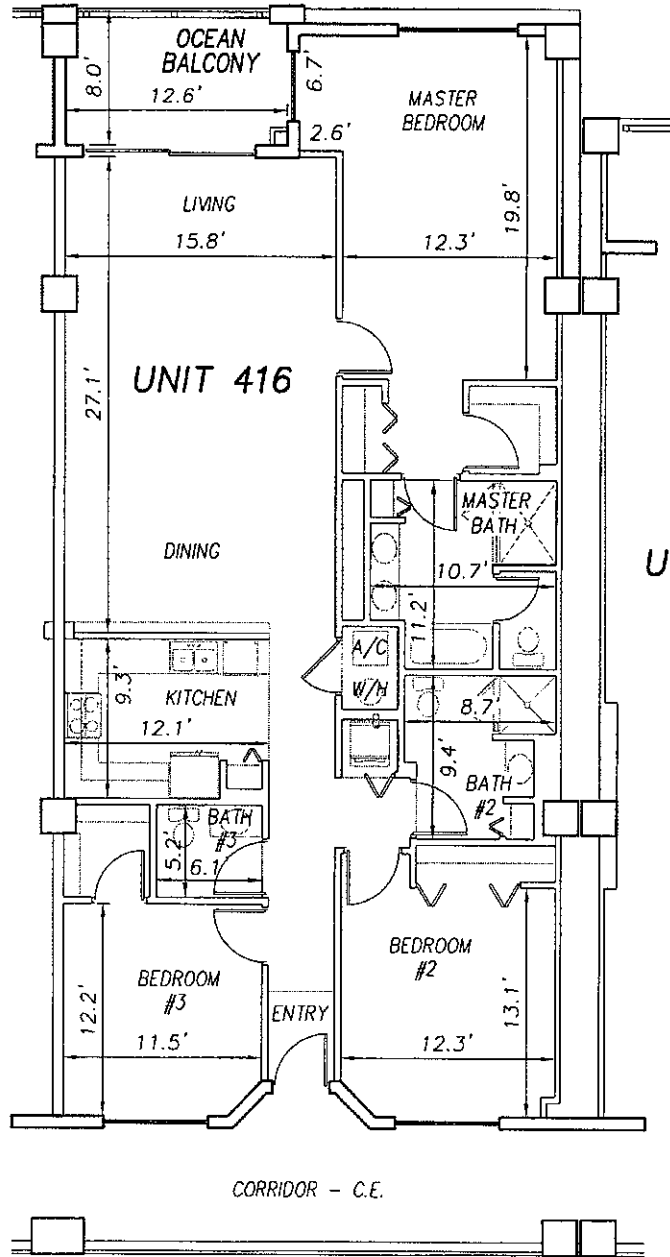 OCEAN
BALCONY
8.0'
12.6'
6.7'
2.6'
MASTER
BEDROOM
19.8'
12.3'
LIVING
15.8'
27.1'
UNIT 416
DINING
MASTER
BATH
10.7'
11.2'
U
A/C
W/H
KITCHEN
9.3'
12.1'
8.7'
9.4'
BATH
#2
BATH
#3
5.2'
6.1'
BEDROOM
#3
12.2'
11.5'
ENTRY
BEDROOM
#2
13.1'
12.3'
CORRIDOR - C.E.